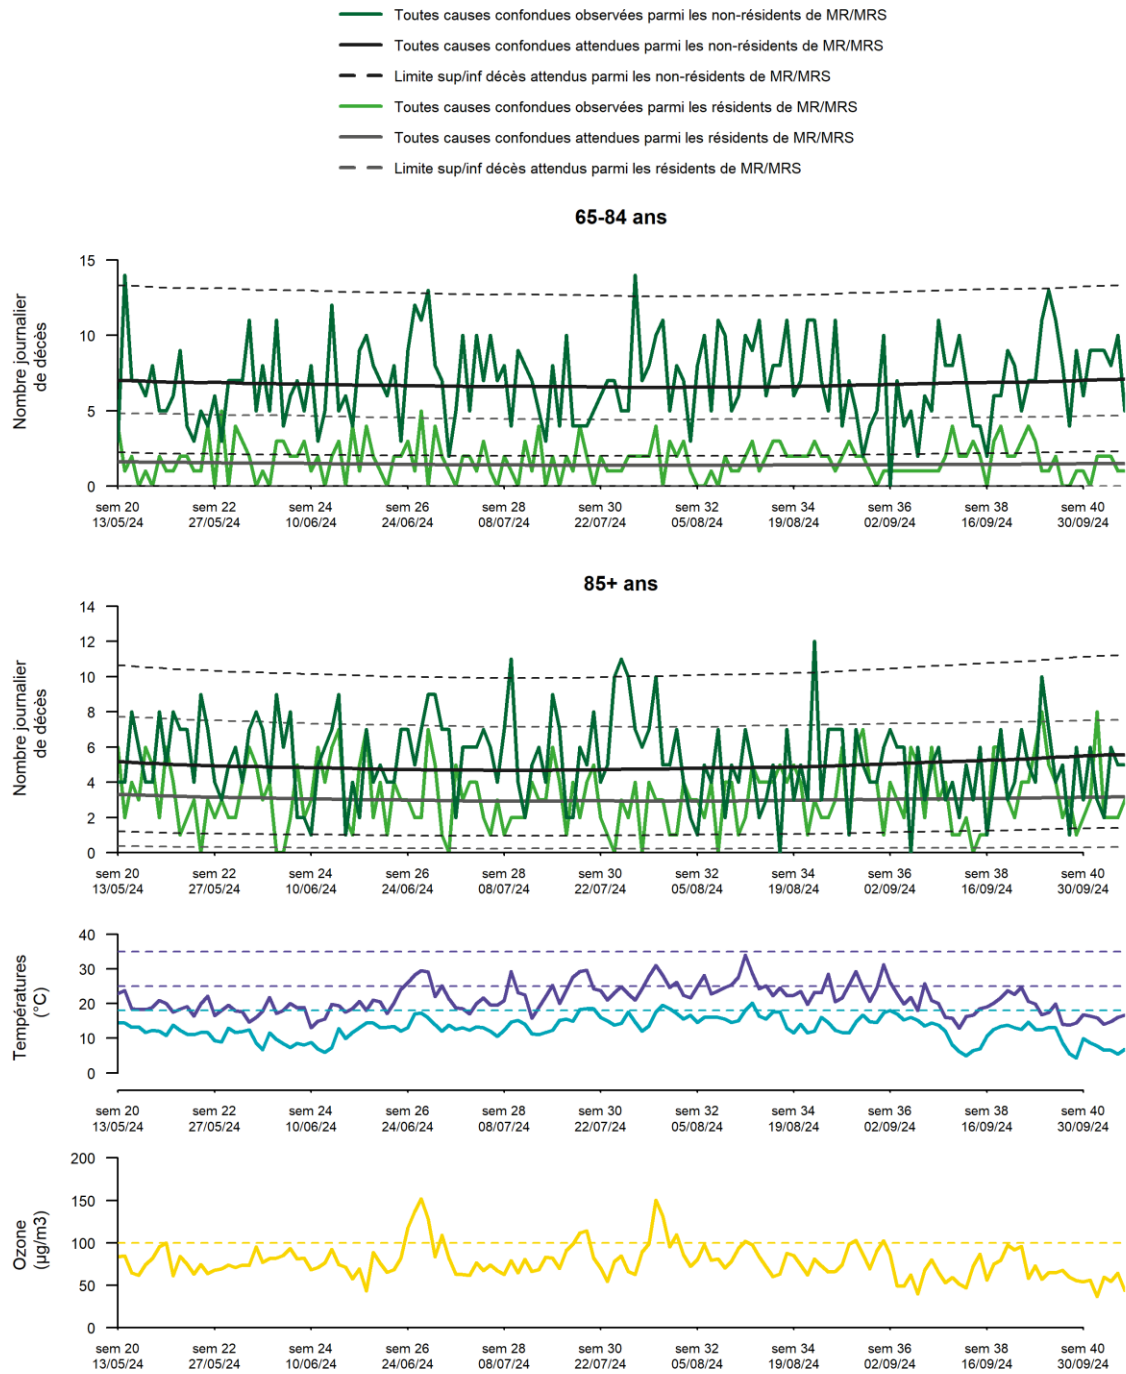 Toutes causes confondues observées parmi les non-résidents de MR/MRS
Toutes causes confondues attendues parmi les non-résidents de MR/MRS
Limite sup/inf décès attendus parmi les non-résidents de MR/MRS
Toutes causes confondues observées parmi les résidents de MR/MRS
Toutes causes confondues attendues parmi les résidents de MR/MRS
Limite sup/inf décès attendus parmi les résidents de MR/MRS
65-84 ans
Nombre journalier
de décès
15
10
5
0
sem 20 sem 22 sem 24 sem 26 sem 28 sem 30 sem 32 sem 34 sem 36 sem 38 sem 40
13/05/24 27/05/24 10/06/24 24/06/24 08/07/24 22/07/24 05/08/24 19/08/24 02/09/24 16/09/24 30/09/24
85+ ans
Nombre journalier
de décès
14
12
10
8
6
4
2
0
sem 20 sem 22 sem 24 sem 26 sem 28 sem 30 sem 32 sem 34 sem 36 sem 38 sem 40
13/05/24 27/05/24 10/06/24 24/06/24 08/07/24 22/07/24 05/08/24 19/08/24 02/09/24 16/09/24 30/09/24
Températures
(°C)
40
30
20
10
0
sem 20 sem 22 sem 24 sem 26 sem 28 sem 30 sem 32 sem 34 sem 36 sem 38 sem 40
13/05/24 27/05/24 10/06/24 24/06/24 08/07/24 22/07/24 05/08/24 19/08/24 02/09/24 16/09/24 30/09/24
Ozone
(µg/m3)
200
150
100
50
0
sem 20 sem 22 sem 24 sem 26 sem 28 sem 30 sem 32 sem 34 sem 36 sem 38 sem 40
13/05/24 27/05/24 10/06/24 24/06/24 08/07/24 22/07/24 05/08/24 19/08/24 02/09/24 16/09/24 30/09/24